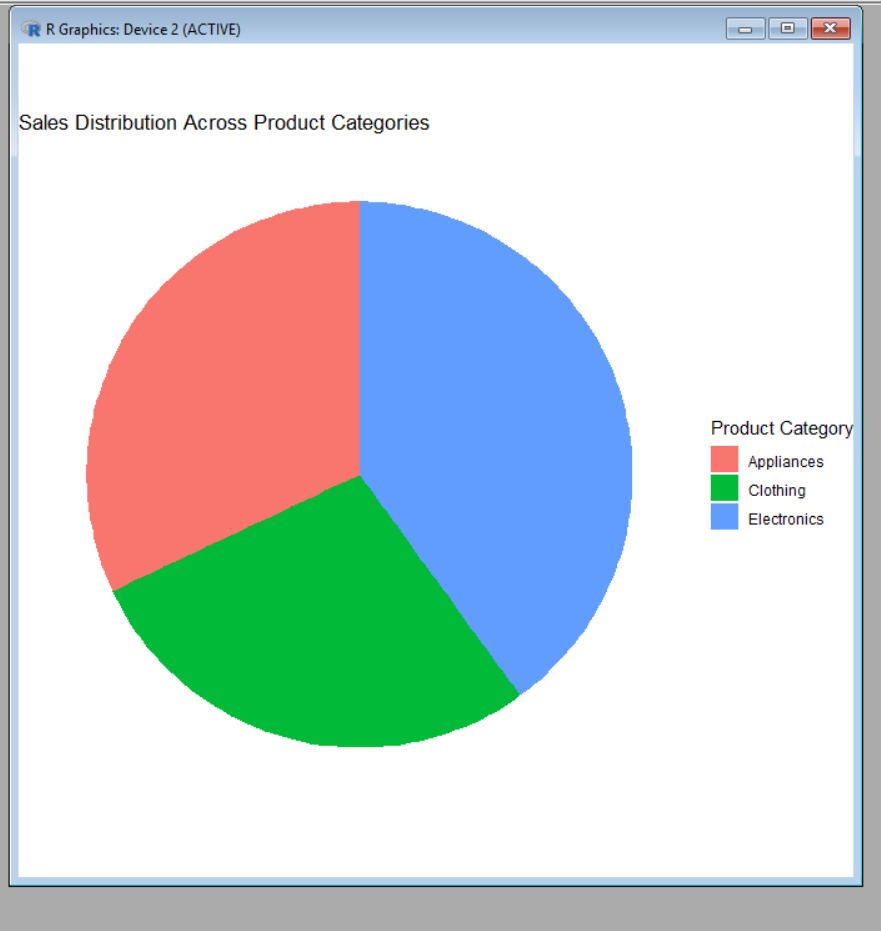 R Graphics: Device 2 (ACTIVE)
Sales Distribution Across Product Categories
Product Category
Appliances
Clothing
Electronics